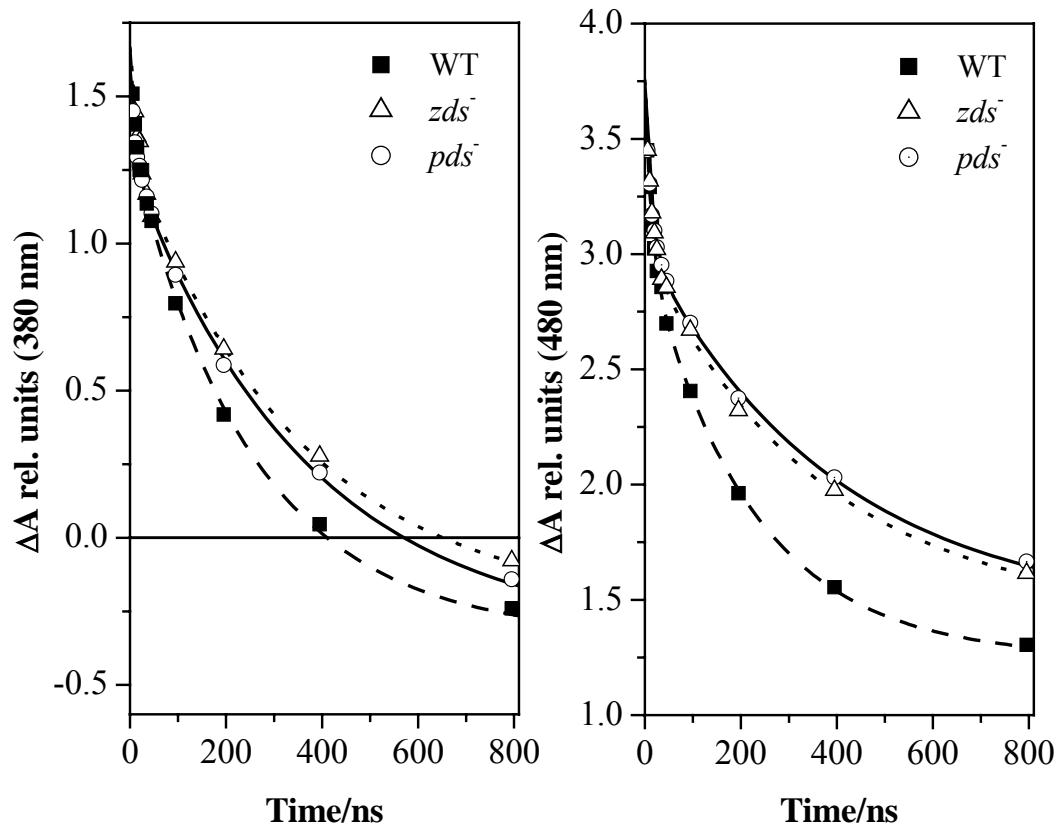 ΔA rel. units (380 nm)
1.5
1.0
0.5
0.0
-0.5
0 200 400 600 800
Time/ns
WT
zds⁻
pds⁻
ΔA rel. units (480 nm)
4.0
3.5
3.0
2.5
2.0
1.5
1.0
0 200 400 600 800
Time/ns
WT
zds⁻
pds⁻